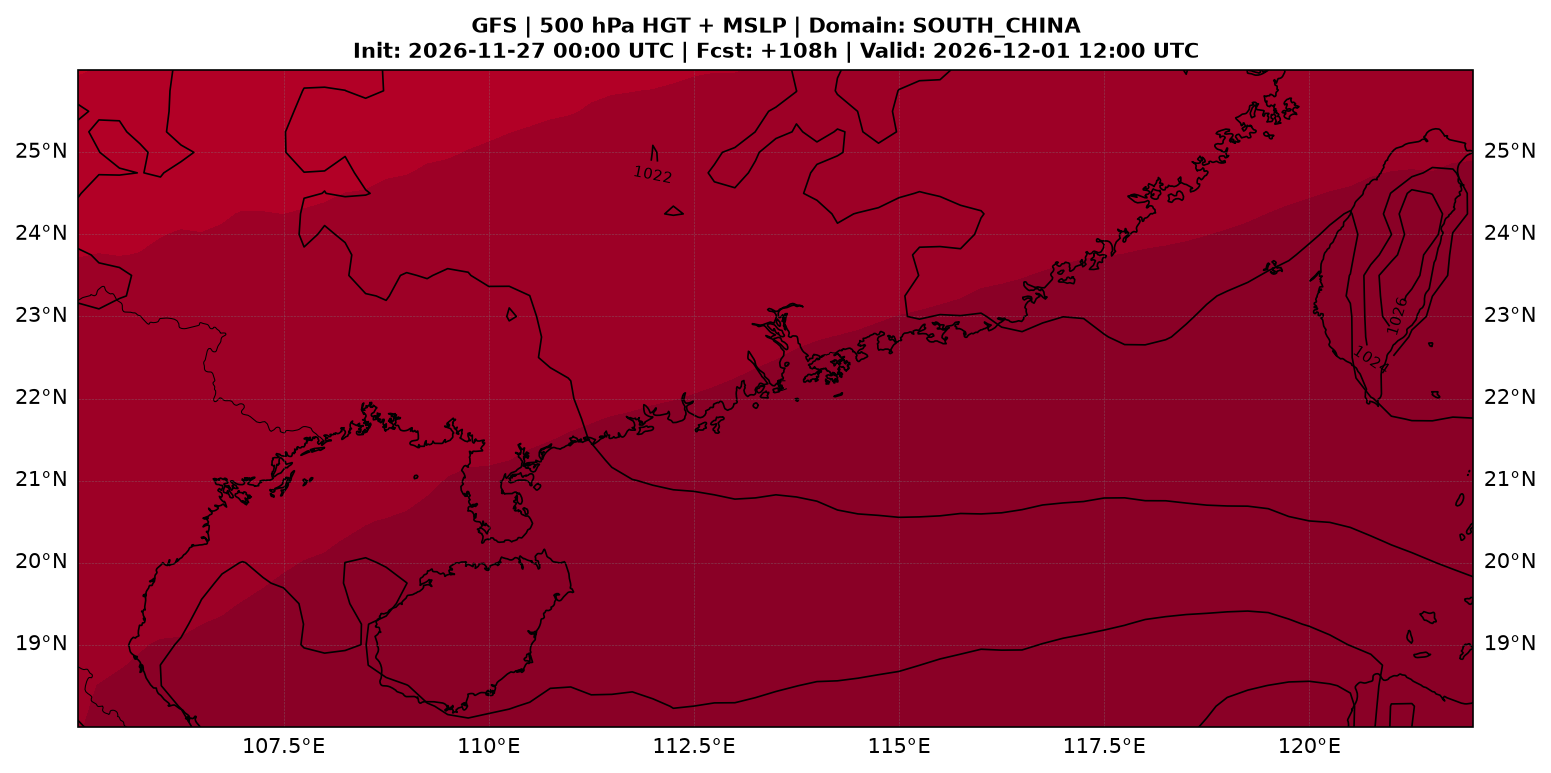 GFS | 500 hPa HGT + MSLP | Domain: SOUTH_CHINA
Init: 2026-11-27 00:00 UTC | Fcst: +108h | Valid: 2026-12-01 12:00 UTC
25°N
25°N
1022
24°N
24°N
23°N
23°N
1026
1024
22°N
22°N
21°N
21°N
20°N
20°N
19°N
19°N
107.5°E
110°E
112.5°E
115°E
117.5°E
120°E